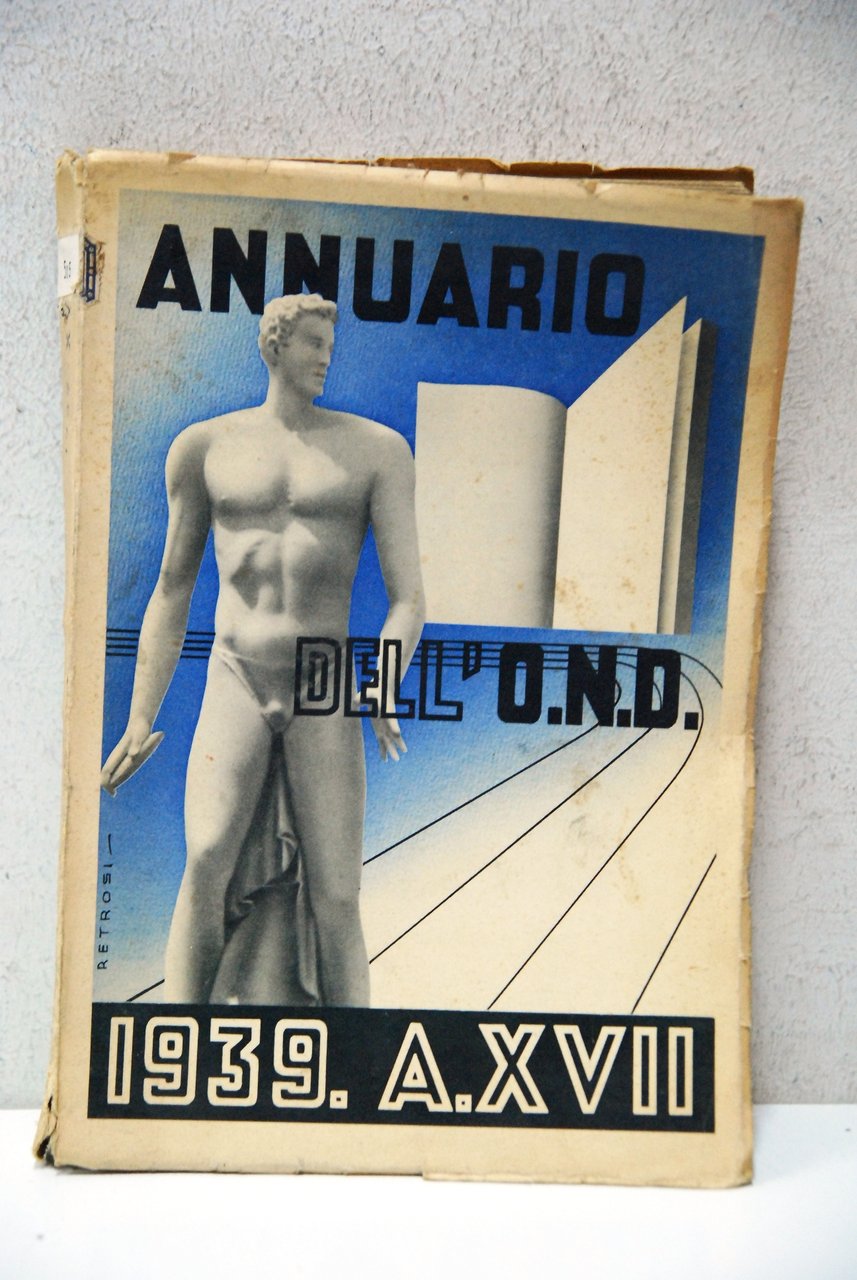 ANNUARIO
DELL'O.N.D.
RETROSI
1939. A.XVII